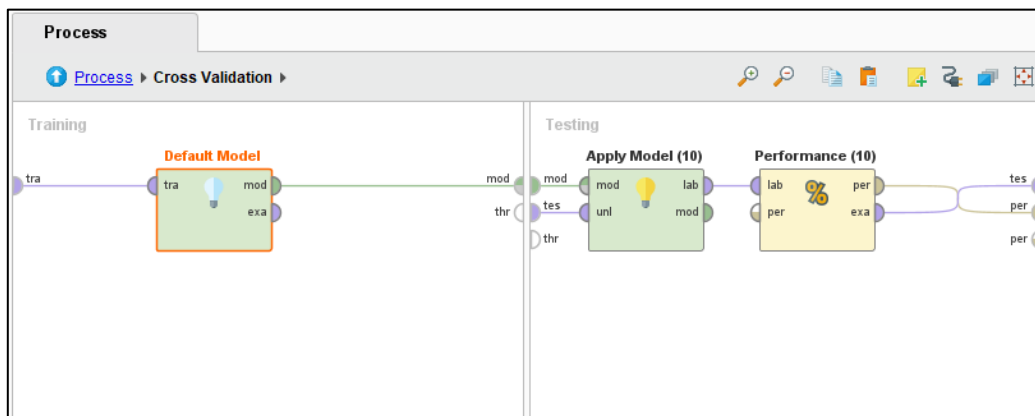 Process
Process Cross Validation
Training
Testing
Default Model
Apply Model (10)
Performance (10)
tra
tra
mod
mod
mod
mod
lab
lab
per
tes
exa
thr
tes
unl
mod
per
exa
per
thr
per